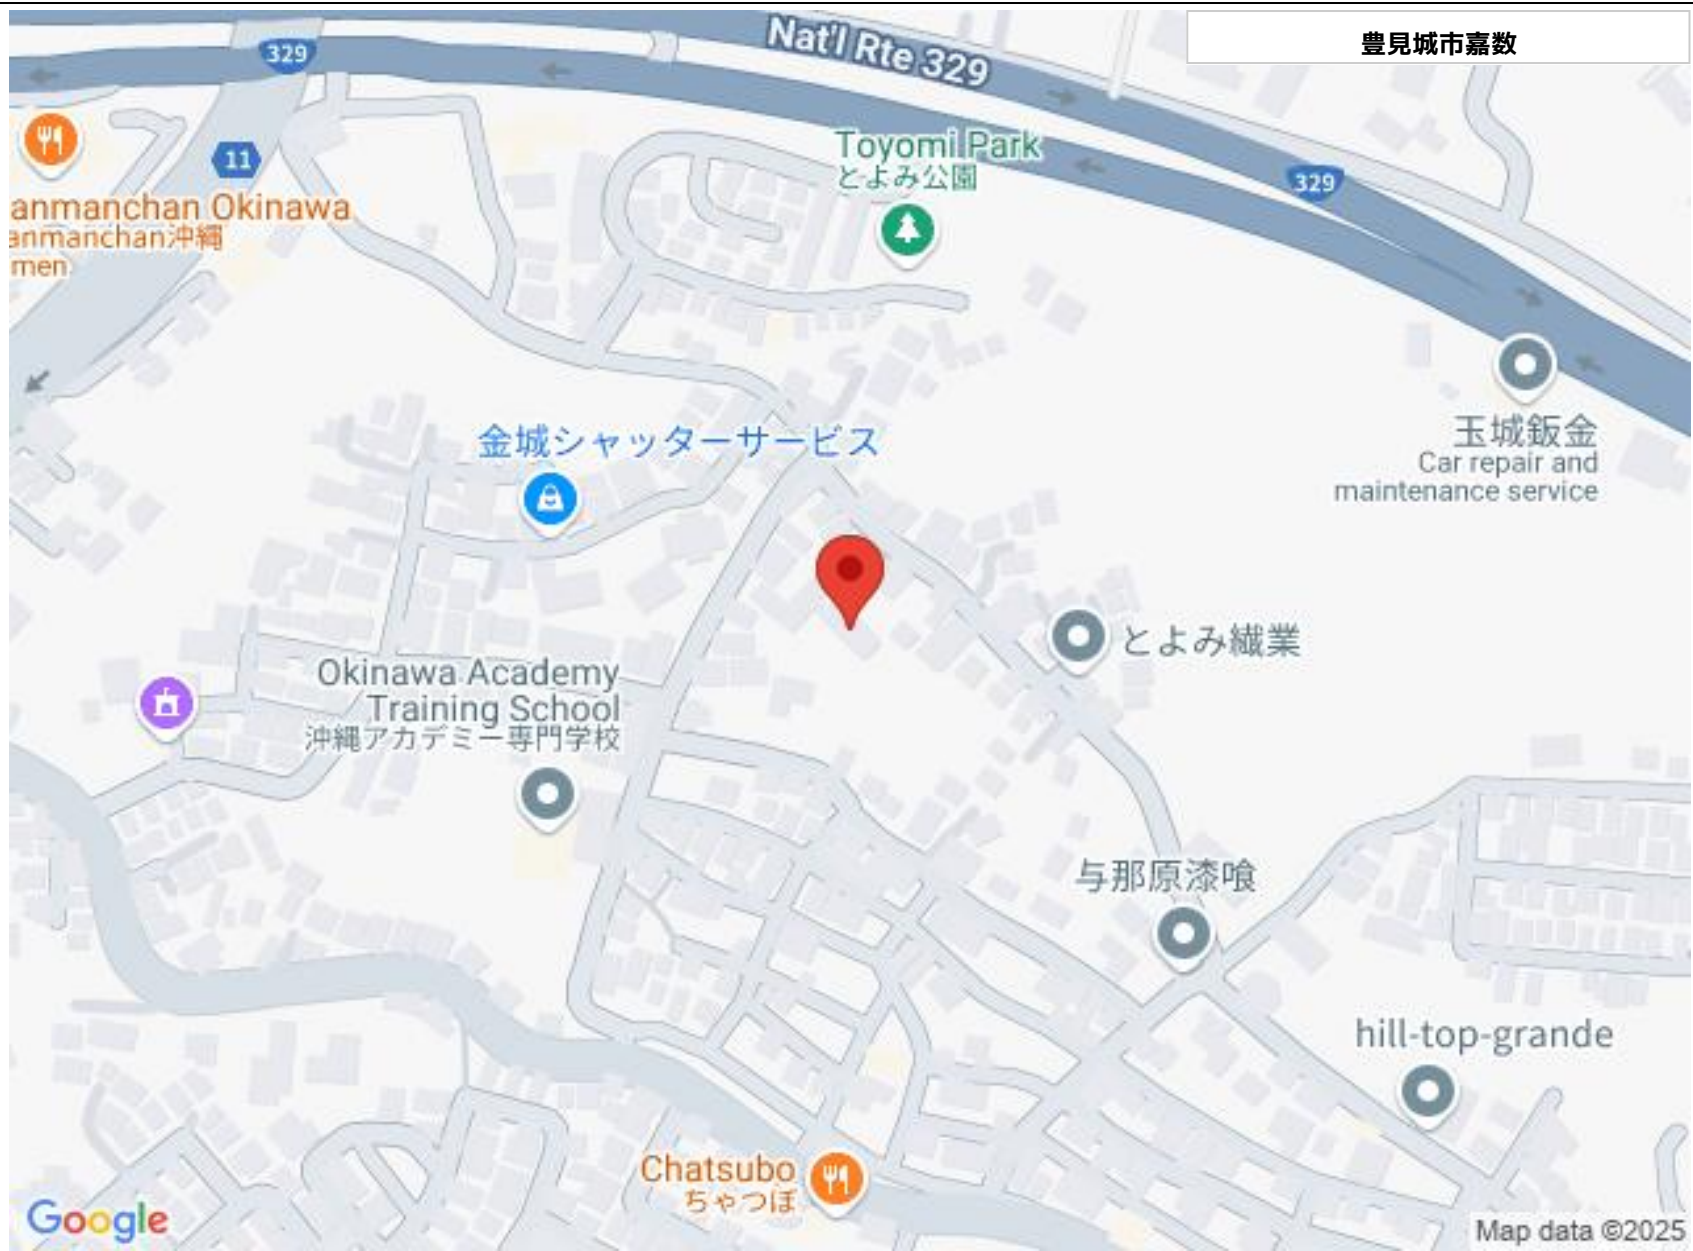 豊見城市嘉数
Nat'l Rte 329
329
11
anmanchan Okinawa
anmanchan沖縄
men
Toyomi Park
とよみ公園
329
金城シャッターサービス
玉城鈑金
Car repair and
maintenance service
とよみ繊業
Okinawa Academy
Training School
沖縄アカデミー専門学校
与那原漆喰
hill-top-grande
Chatsubo
ちゃつぼ
Google
Map data ©2025